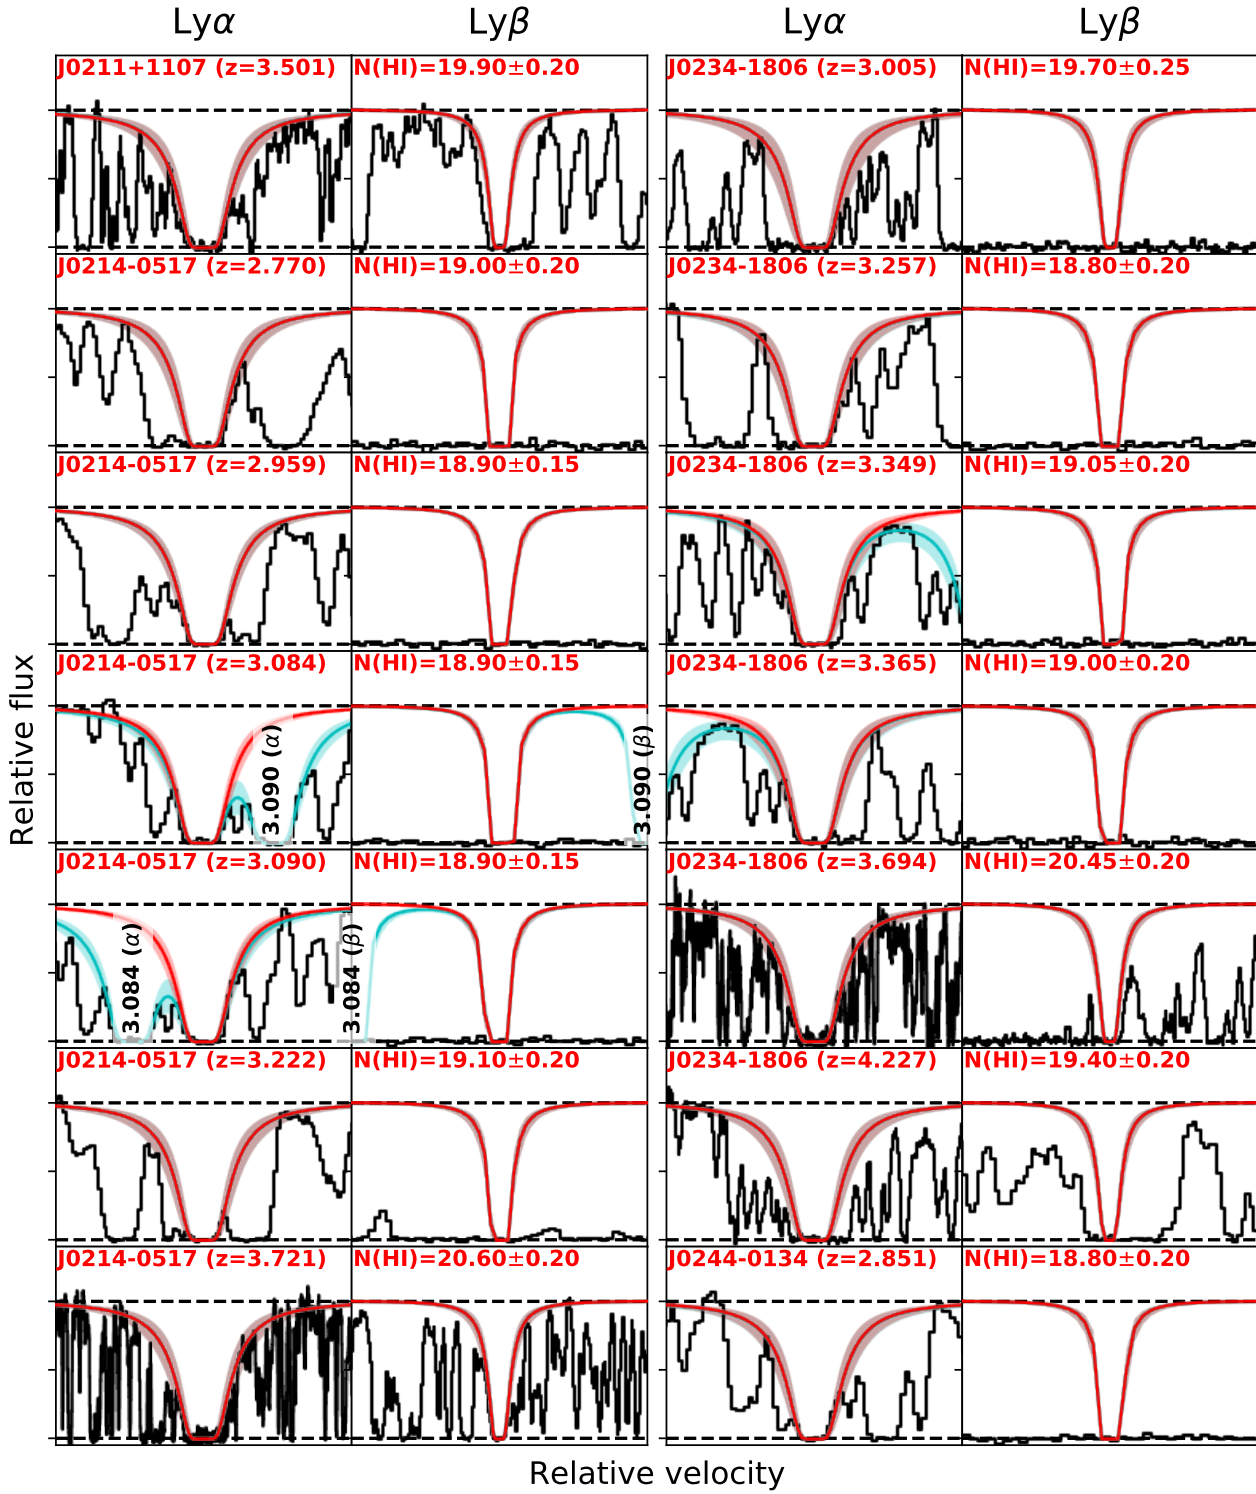 Lyα Lyβ Lyα Lyβ
J0211+1107 (z=3.501) N(HI)=19.90±0.20 J0234-1806 (z=3.005) N(HI)=19.70±0.25
J0214-0517 (z=2.770) N(HI)=19.00±0.20 J0234-1806 (z=3.257) N(HI)=18.80±0.20
J0214-0517 (z=2.959) N(HI)=18.90±0.15 J0234-1806 (z=3.349) N(HI)=19.05±0.20
J0214-0517 (z=3.084) N(HI)=18.90±0.15 J0234-1806 (z=3.365) N(HI)=19.00±0.20
3.090 (α)
3.090 (β)
J0214-0517 (z=3.090) N(HI)=18.90±0.15 J0234-1806 (z=3.694) N(HI)=20.45±0.20
3.084 (α)
3.084 (β)
J0214-0517 (z=3.222) N(HI)=19.10±0.20 J0234-1806 (z=4.227) N(HI)=19.40±0.20
J0214-0517 (z=3.721) N(HI)=20.60±0.20 J0244-0134 (z=2.851) N(HI)=18.80±0.20
Relative flux
Relative velocity